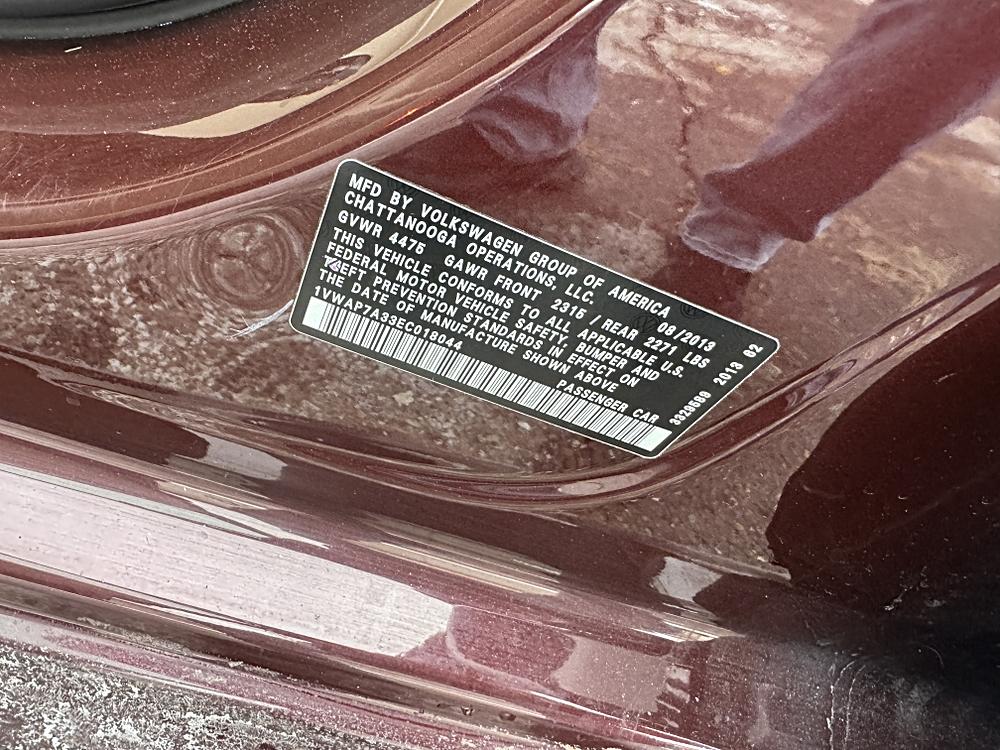 MFD BY VOLKSWAGEN GROUP OF AMERICA
CHATTANOOGA OPERATIONS, LLC. 08/2013
GVWR 4475 GAWR FRONT 2315 / REAR 2271 LBS
THIS VEHICLE CONFORMS TO ALL APPLICABLE U.S.
FEDERAL MOTOR VEHICLE SAFETY, BUMPER AND
THEFT PREVENTION STANDARDS IN EFFECT ON
THE DATE OF MANUFACTURE SHOWN ABOVE
1VWAP7A33EC018044 PASSENGER CAR
3329589 2013 02